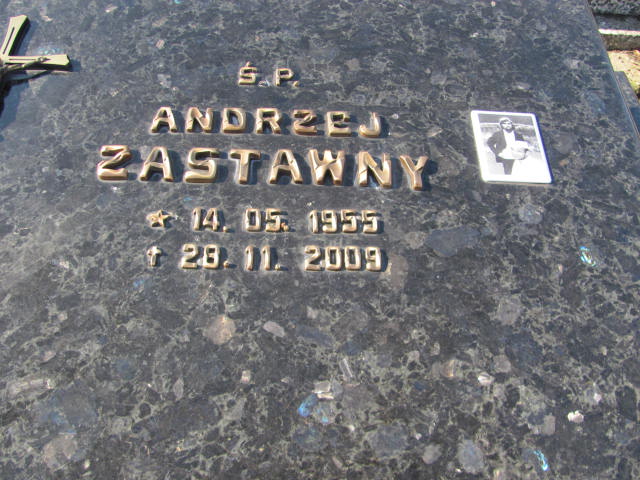 Ś.P.
ANDRZEJ
ZASTAWNY
14. 05. 1955
28. 11. 2009